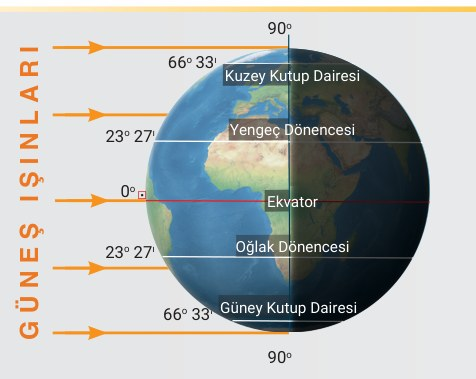 GÜNEŞ IŞINLARI
90°
66° 33'
Kuzey Kutup Dairesi
Yengeç Dönencesi
23° 27'
0°
Ekvator
Oğlak Dönencesi
23° 27'
66° 33'
Güney Kutup Dairesi
90°